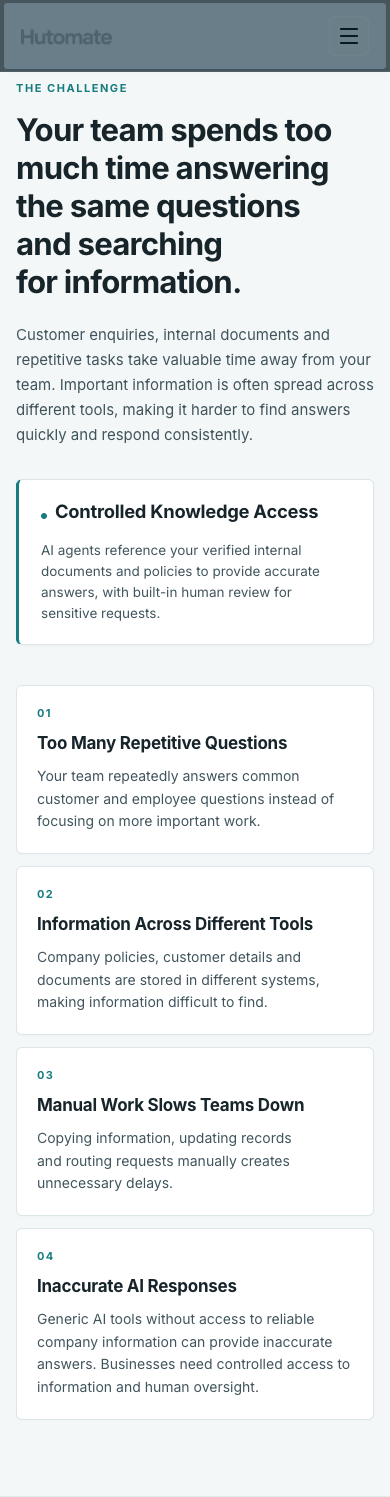 Hutomate
THE CHALLENGE
Your team spends too
much time answering
the same questions
and searching
for information.
Customer enquiries, internal documents and
repetitive tasks take valuable time away from your
team. Important information is often spread across
different tools, making it harder to find answers
quickly and respond consistently.
Controlled Knowledge Access
AI agents reference your verified internal
documents and policies to provide accurate
answers, with built-in human review for
sensitive requests.
01
Too Many Repetitive Questions
Your team repeatedly answers common
customer and employee questions instead of
focusing on more important work.
02
Information Across Different Tools
Company policies, customer details and
documents are stored in different systems,
making information difficult to find.
03
Manual Work Slows Teams Down
Copying information, updating records
and routing requests manually creates
unnecessary delays.
04
Inaccurate AI Responses
Generic AI tools without access to reliable
company information can provide inaccurate
answers. Businesses need controlled access to
information and human oversight.